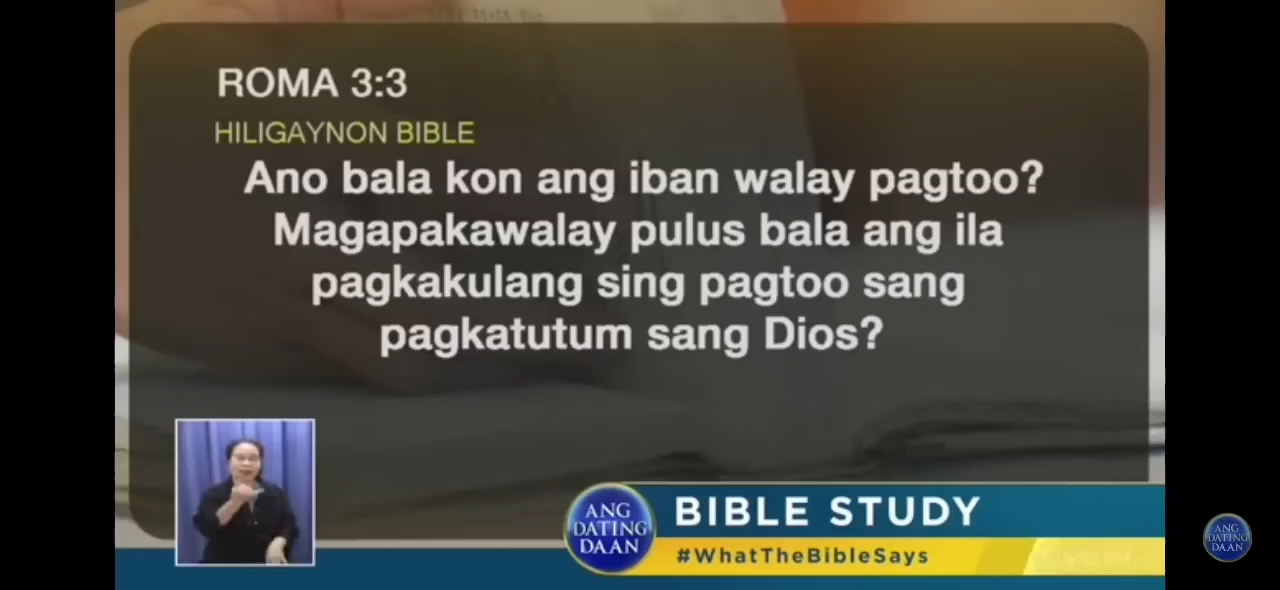 ROMA 3:3
HILIGAYNON BIBLE
Ano bala kon ang iban walay pagtoo?
Magapakawalay pulus bala ang ila
pagkakulang sing pagtoo sang
pagkatutum sang Dios?
ANG
DATING
DAAN
BIBLE STUDY
#WhatTheBibleSays
ANG
DATING
DAAN